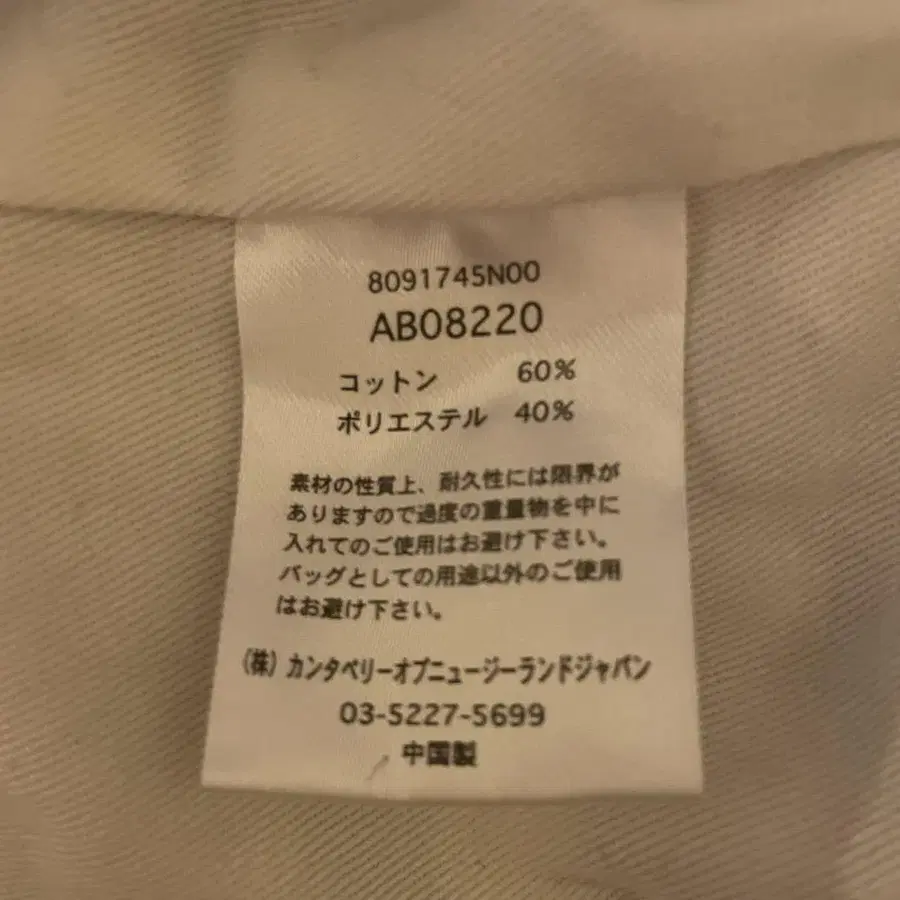 8091745N00
AB08220
コットン 60%
ポリエステル 40%
素材の性質上、耐久性には限界が
ありますので過度の重量物を中に
入れてのご使用はお避け下さい。
バッグとしての用途以外のご使用
はお避け下さい。
(株) カンタベリーオブニュージーランドジャパン
03-5227-5699
中国製